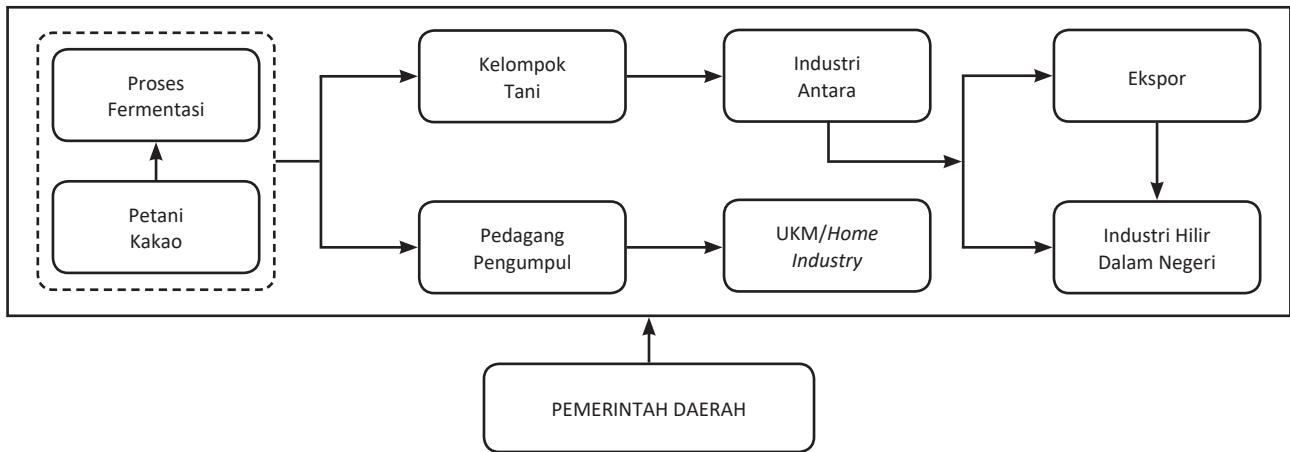 Proses
Fermentasi
Petani
Kakao
Kelompok
Tani
Pedagang
Pengumpul
Industri
Antara
UKM/Home
Industry
Ekspor
Industri Hilir
Dalam Negeri
PEMERINTAH DAERAH